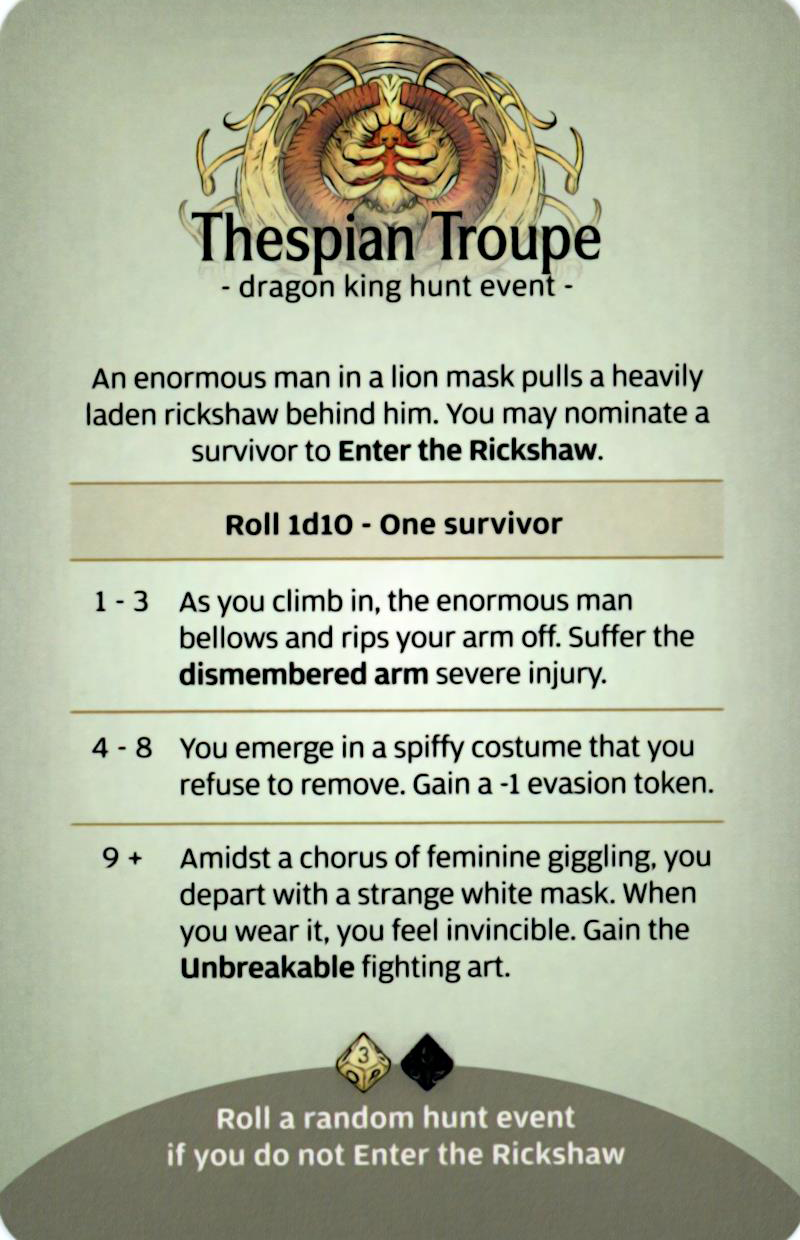 Thespian Troupe
- dragon king hunt event -
An enormous man in a lion mask pulls a heavily
laden rickshaw behind him. You may nominate a
survivor to Enter the Rickshaw.
Roll 1d10 - One survivor
1 - 3 As you climb in, the enormous man
bellows and rips your arm off. Suffer the
dismembered arm severe injury.
4 - 8 You emerge in a spiffy costume that you
refuse to remove. Gain a -1 evasion token.
9 + Amidst a chorus of feminine giggling, you
depart with a strange white mask. When
you wear it, you feel invincible. Gain the
Unbreakable fighting art.
3
Roll a random hunt event
if you do not Enter the Rickshaw